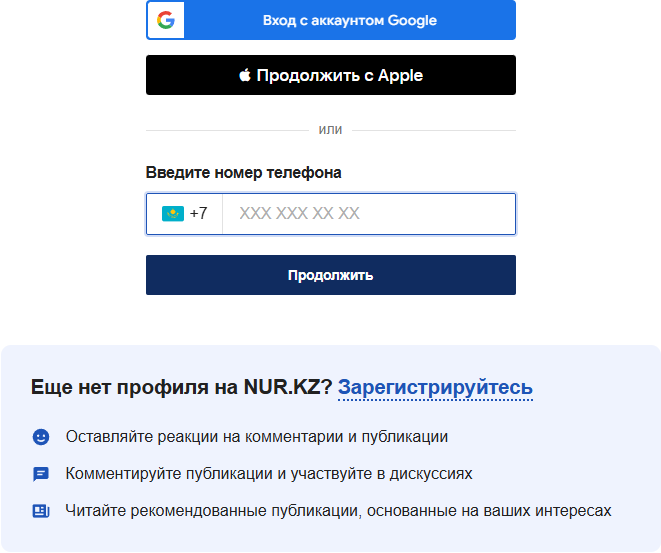 Вход с аккаунтом Google
Продолжить с Apple
или
Введите номер телефона
+7 XXX XXX XX XX
Продолжить
Еще нет профиля на NUR.KZ? Зарегистрируйтесь
Оставляйте реакции на комментарии и публикации
Комментируйте публикации и участвуйте в дискуссиях
Читайте рекомендованные публикации, основанные на ваших интересах